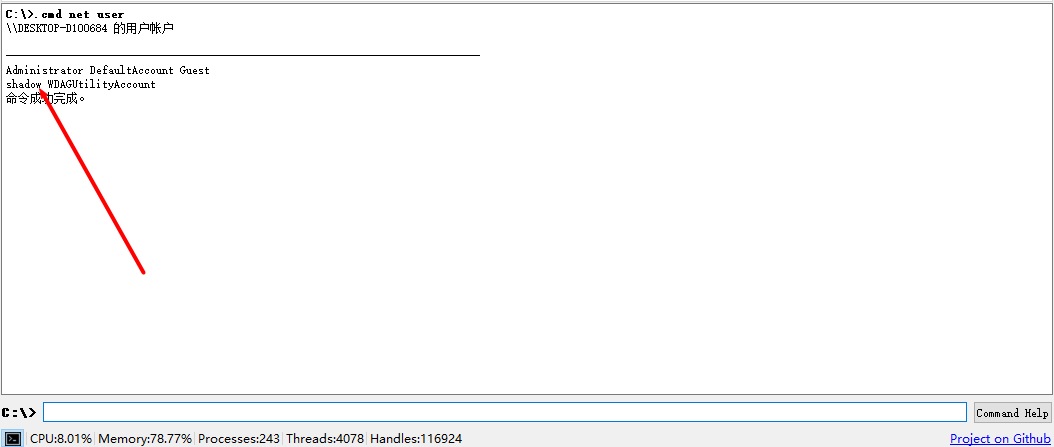 C:\>.cmd net user
\\DESKTOP-D100684 的用户帐户
-------------------------------------------------------------------------------
Administrator DefaultAccount Guest
shadow WDAGUtilityAccount
命令成功完成。
C:\>
Command Help
CPU:8.01% Memory:78.77% Processes:243 Threads:4078 Handles:116924
Project on Github